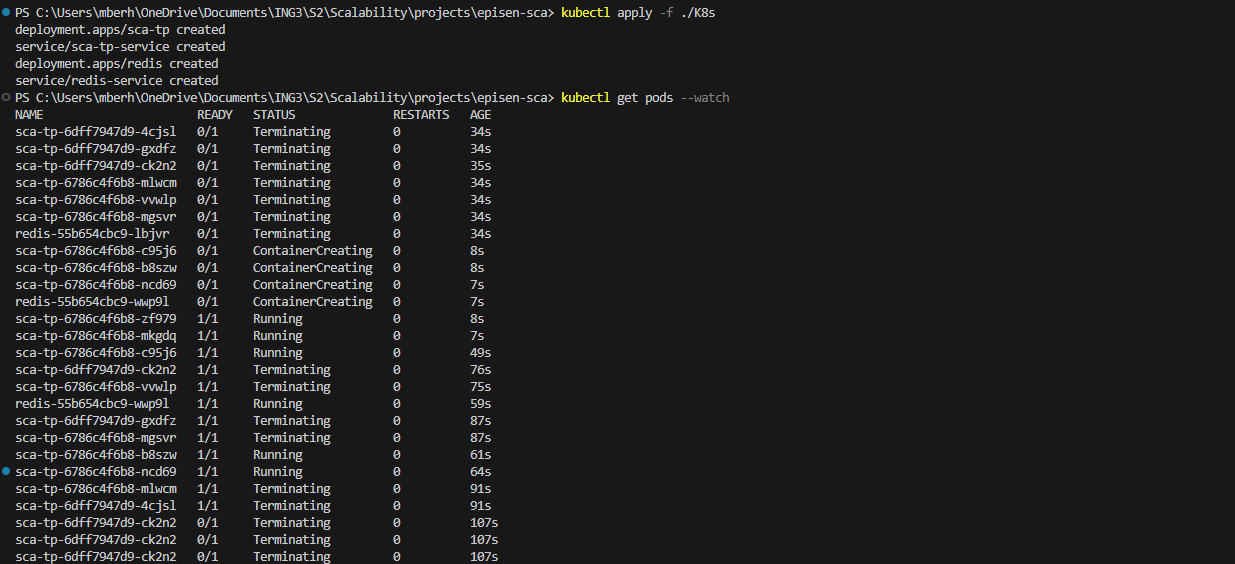 PS C:\Users\mberh\OneDrive\Documents\ING3\S2\Scalability\projects\episen-sca> kubectl apply -f ./K8s
deployment.apps/sca-tp created
service/sca-tp-service created
deployment.apps/redis created
service/redis-service created
PS C:\Users\mberh\OneDrive\Documents\ING3\S2\Scalability\projects\episen-sca> kubectl get pods --watch
NAME READY STATUS RESTARTS AGE
sca-tp-6dff7947d9-4cjsl 0/1 Terminating 0 34s
sca-tp-6dff7947d9-gxdfz 0/1 Terminating 0 34s
sca-tp-6dff7947d9-ck2n2 0/1 Terminating 0 35s
sca-tp-6786c4f6b8-mlwcm 0/1 Terminating 0 34s
sca-tp-6786c4f6b8-vvwlp 0/1 Terminating 0 34s
sca-tp-6786c4f6b8-mgsvr 0/1 Terminating 0 34s
redis-55b654cbc9-lbjvr 0/1 Terminating 0 34s
sca-tp-6786c4f6b8-c95j6 0/1 ContainerCreating 0 8s
sca-tp-6786c4f6b8-b8szw 0/1 ContainerCreating 0 8s
sca-tp-6786c4f6b8-ncd69 0/1 ContainerCreating 0 7s
redis-55b654cbc9-wwp9l 0/1 ContainerCreating 0 7s
sca-tp-6786c4f6b8-zf979 1/1 Running 0 8s
sca-tp-6786c4f6b8-mkgdq 1/1 Running 0 7s
sca-tp-6786c4f6b8-c95j6 1/1 Running 0 49s
sca-tp-6dff7947d9-ck2n2 1/1 Terminating 0 76s
sca-tp-6786c4f6b8-vvwlp 1/1 Terminating 0 75s
redis-55b654cbc9-wwp9l 1/1 Running 0 59s
sca-tp-6dff7947d9-gxdfz 1/1 Terminating 0 87s
sca-tp-6786c4f6b8-mgsvr 1/1 Terminating 0 87s
sca-tp-6786c4f6b8-b8szw 1/1 Running 0 61s
sca-tp-6786c4f6b8-ncd69 1/1 Running 0 64s
sca-tp-6786c4f6b8-mlwcm 1/1 Terminating 0 91s
sca-tp-6dff7947d9-4cjsl 1/1 Terminating 0 91s
sca-tp-6dff7947d9-ck2n2 0/1 Terminating 0 107s
sca-tp-6dff7947d9-ck2n2 0/1 Terminating 0 107s
sca-tp-6dff7947d9-ck2n2 0/1 Terminating 0 107s